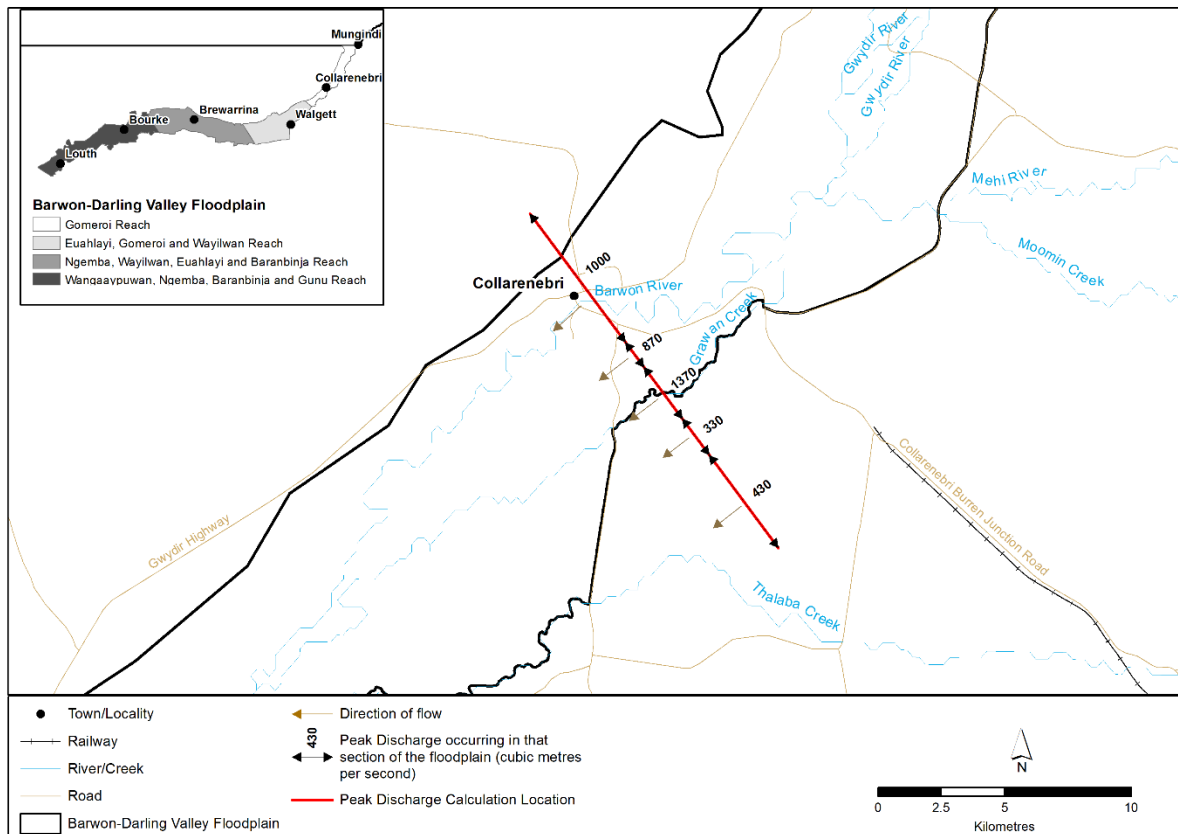 Mungindi
Collarenebri
Brewarrina
Walgett
Bourke
Louth
Barwon-Darling Valley Floodplain
Gomeroi Reach
Euahlayi, Gomeroi and Wayilwan Reach
Ngemba, Wayilwan, Euahlayi and Baranbinja Reach
Wangaaypuwan, Ngemba, Baranbinja and Gunu Reach
Gwydir River
Gwydir River
Mehi River
Moomin Creek
1000
Collarenebri
Barwon River
Grawan Creek
870
1370
330
430
Collarenebri Burren Junction Road
Gwydir Highway
Thalaba Creek
Town/Locality
Railway
River/Creek
Road
Barwon-Darling Valley Floodplain
Direction of flow
430
Peak Discharge occurring in that
section of the floodplain (cubic metres
per second)
Peak Discharge Calculation Location
N
0 2.5 5 10
Kilometres